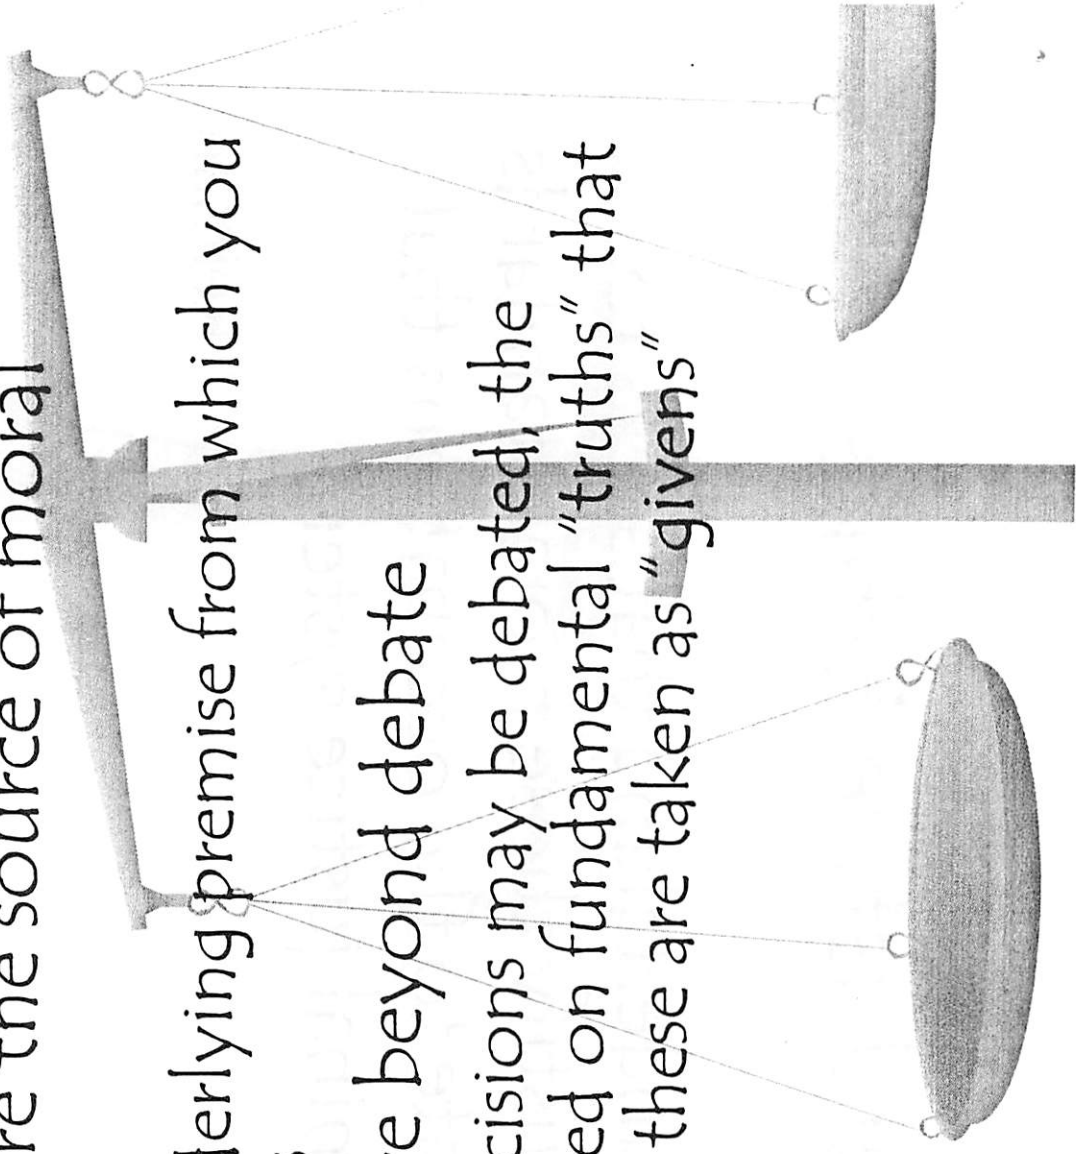 re the source of moral
lerlying premise from which you
e beyond debate
cisions may be debated, the
ed on fundamental "truths" that
these are taken as "givens"